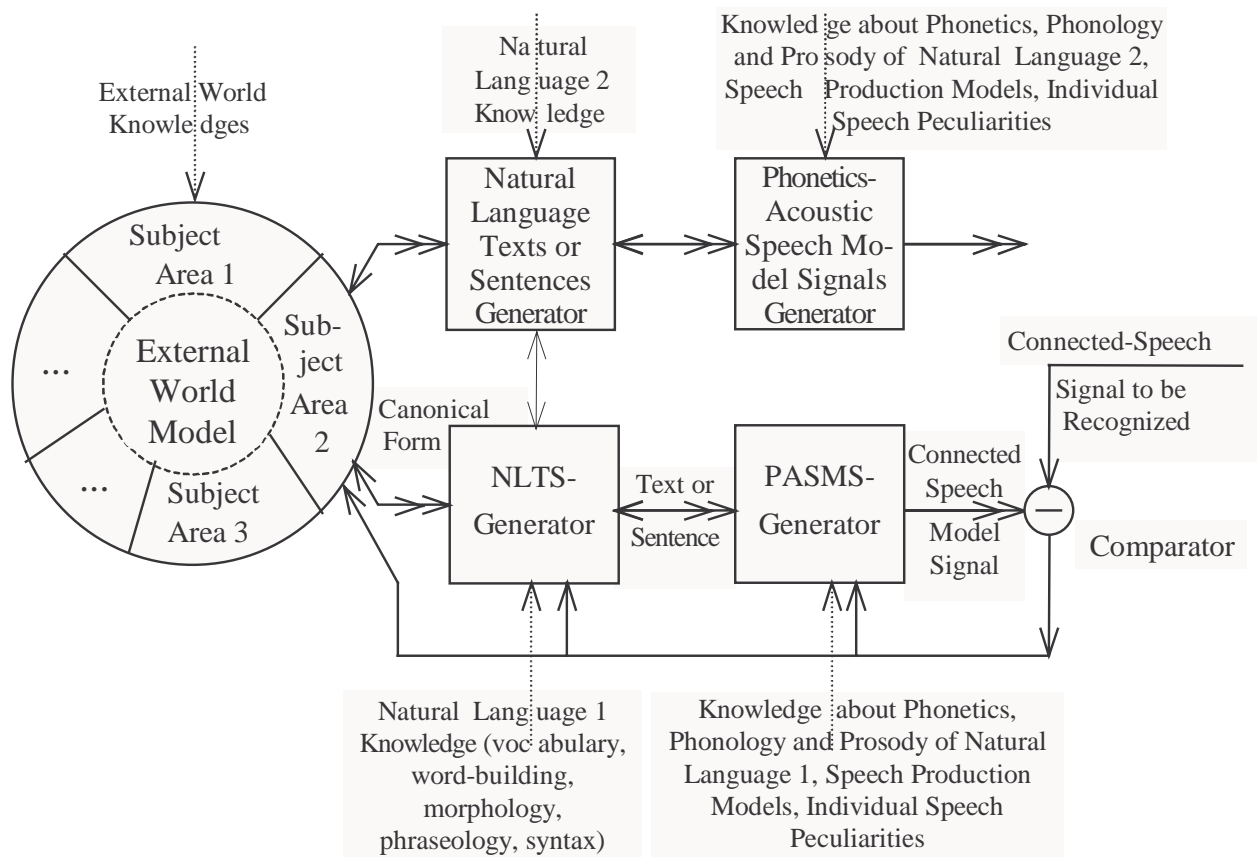 External World
Knowledges
Natural
Language 2
Knowledge
Knowledge about Phonetics, Phonology
and Prosody of Natural Language 2,
Speech Production Models, Individual
Speech Peculiarities
Subject
Area 1
Sub-
ject
Area
2
Subject
Area 3
...
...
External
World
Model
Natural
Language
Texts or
Sentences
Generator
Phonetics-
Acoustic
Speech Mo-
del Signals
Generator
Connected-Speech
Signal to be
Recognized
Canonical
Form
NLTS-
Generator
Text or
Sentence
PASMS-
Generator
Connected
Speech
Model
Signal
Comparator
Natural Language 1
Knowledge (vocabulary,
word-building,
morphology,
phraseology, syntax)
Knowledge about Phonetics,
Phonology and Prosody of Natural
Language 1, Speech Production
Models, Individual Speech
Peculiarities